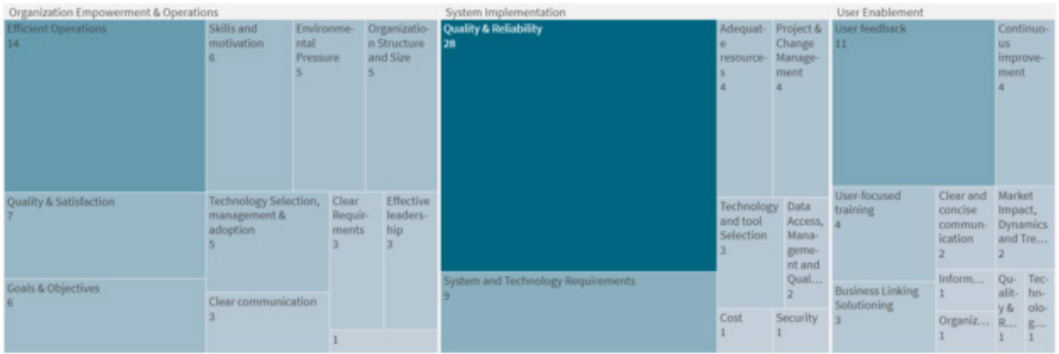 Organization Empowerment & Operations
Efficient Operations
14
Skills and
motivation
6
Environme-
ntal
Pressure
5
Organizatio-
n Structure
and Size
5
Quality & Satisfaction
7
Goals & Objectives
6
Technology Selection,
management &
adoption
5
Clear communication
3
Clear
Requir-
ments
3
Effective
leaders-
hip
3
1
System Implementation
Quality & Reliability
28
System and Technology Requirements
9
Adequat-
e
resource-
s
4
Project &
Change
Manage-
ment
4
Technology
and tool
Selection
3
Data
Access,
Mana-
geme-
nt and
Qual...
2
Cost
1
Security
1
User Enablement
User feedback
11
Continuo-
us
improve-
ment
4
User-focused
training
4
Business Linking
Solutioning
3
Clear and
concise
commun-
ication
2
Market
Impact,
Dynamics
and Tre...
2
Inform...
1
Organiz...
1
Qu-
alit-
y &
R...
1
Tec-
hn-
olo-
g...
1